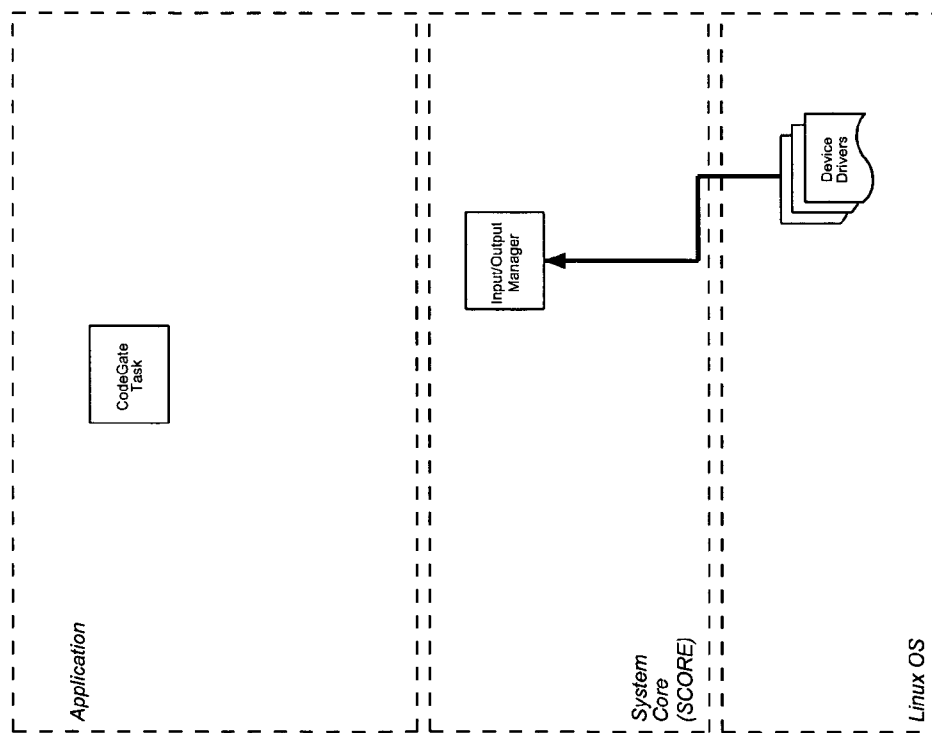 Application
CodeGate
Task
System
Core
(SCORE)
Input/Output
Manager
Linux OS
Device
Drivers